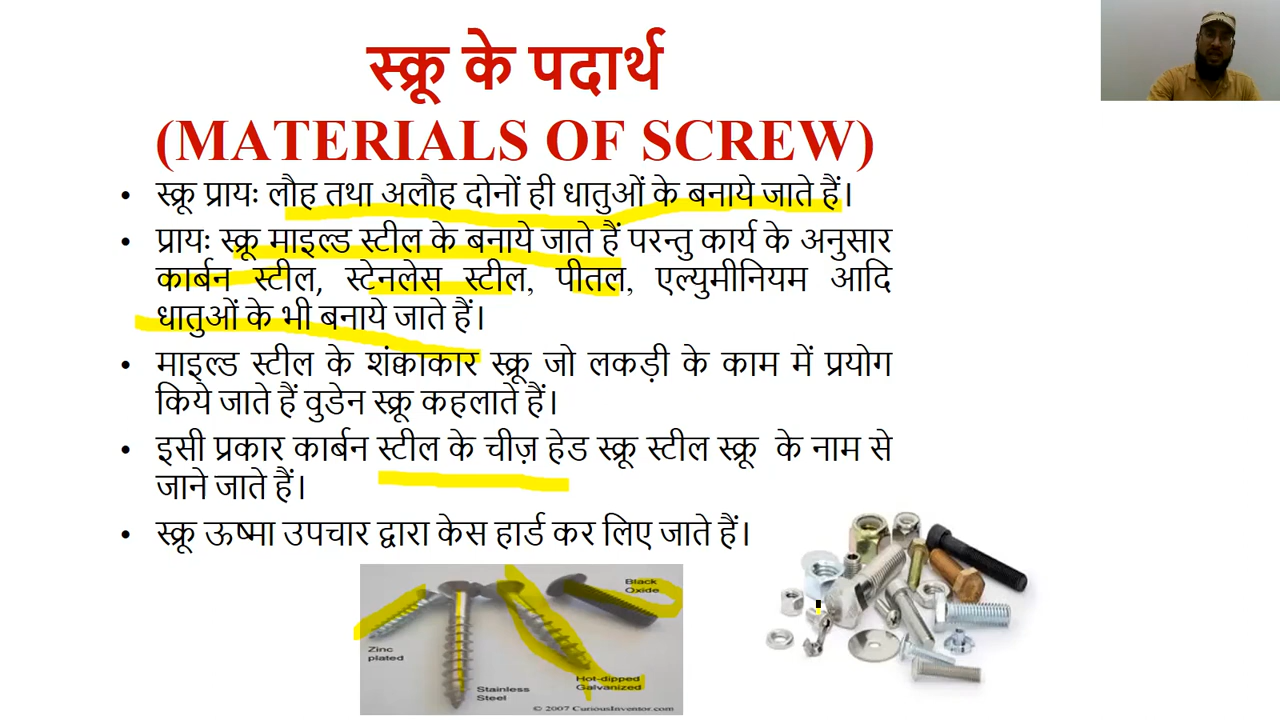 स्क्रू के पदार्थ
(MATERIALS OF SCREW)
• स्क्रू प्रायः लौह तथा अलौह दोनों ही धातुओं के बनाये जाते हैं।
• प्रायः स्क्रू माइल्ड स्टील के बनाये जाते हैं परन्तु कार्य के अनुसार
कार्बन स्टील, स्टेनलेस स्टील, पीतल, एल्युमीनियम आदि
धातुओं के भी बनाये जाते हैं।
• माइल्ड स्टील के शंक्वाकार स्क्रू जो लकड़ी के काम में प्रयोग
किये जाते हैं वुडेन स्क्रू कहलाते हैं।
• इसी प्रकार कार्बन स्टील के चीज़ हेड स्क्रू स्टील स्क्रू के नाम से
जाने जाते हैं।
• स्क्रू ऊष्मा उपचार द्वारा केस हार्ड कर लिए जाते हैं।
Black
Oxide
Zinc
plated
Stainless
Steel
Hot-dipped
Galvanized
© 2007 CuriousInventor.com